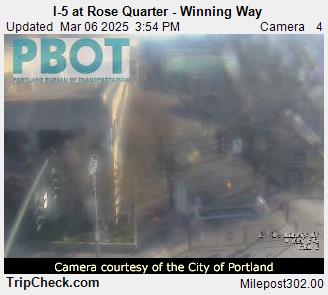 I-5 at Rose Quarter - Winning Way
Updated Mar 06 2025 3:54 PM Camera 4
PBOT
PORTLAND BUREAU OF TRANSPORTATION
Camera courtesy of the City of Portland
TripCheck.com Milepost302.00